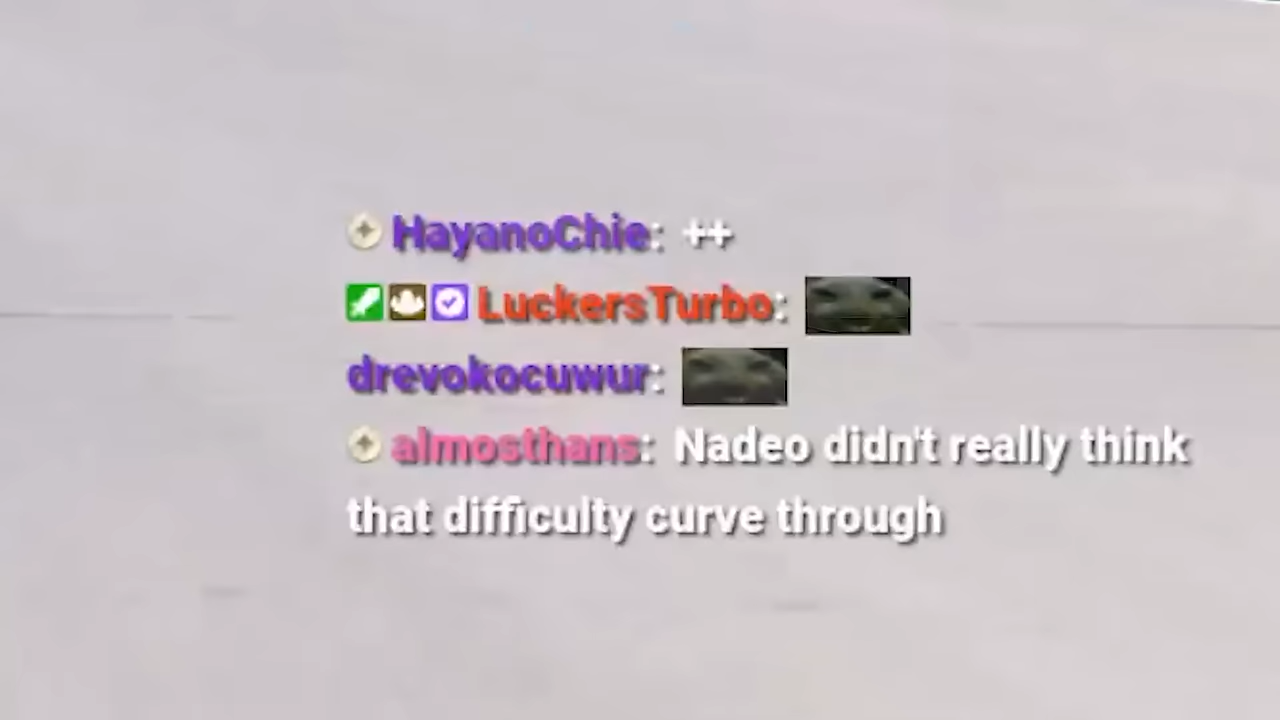 HayanoChie: ++
LuckersTurbo:
drevokocuwur:
almosthans: Nadeo didn't really think
that difficulty curve through